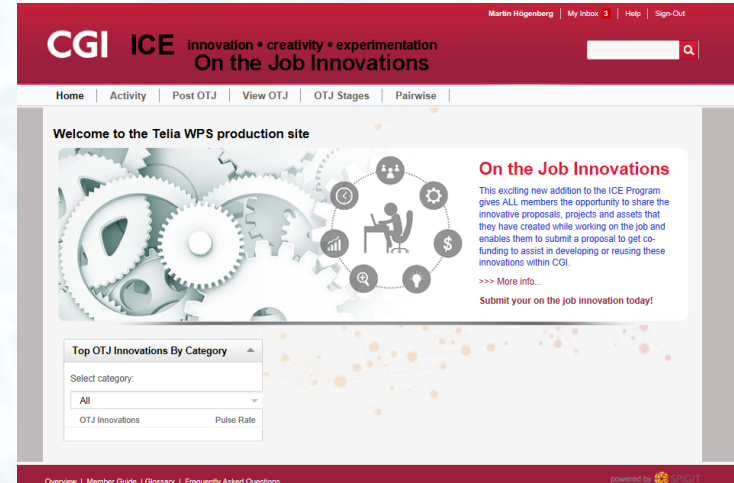 Martin Högenberg | My Inbox 3 | Help | Sign-Out
CGI ICE innovation • creativity • experimentation
On the Job Innovations
Home | Activity | Post OTJ | View OTJ | OTJ Stages | Pairwise |
Welcome to the Telia WPS production site
On the Job Innovations
This exciting new addition to the ICE Program
gives ALL members the opportunity to share the
innovative proposals, projects and assets that
they have created while working on the job and
enables them to submit a proposal to get co-
funding to assist in developing or reusing these
innovations within CGI.
>>> More info...
Submit your on the job innovation today!
$
Top OTJ Innovations By Category
Select category:
All
OTJ Innovations Pulse Rate
Overview | Member Guide | Glossary | Frequently Asked Questions
powered by SPIGIT